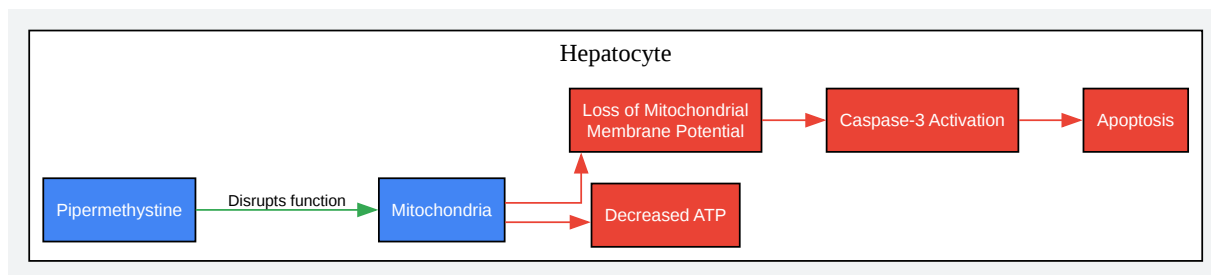 Hepatocyte
Loss of Mitochondrial
Membrane Potential
Caspase-3 Activation
Apoptosis
Pipermethystine
Disrupts function
Mitochondria
Decreased ATP